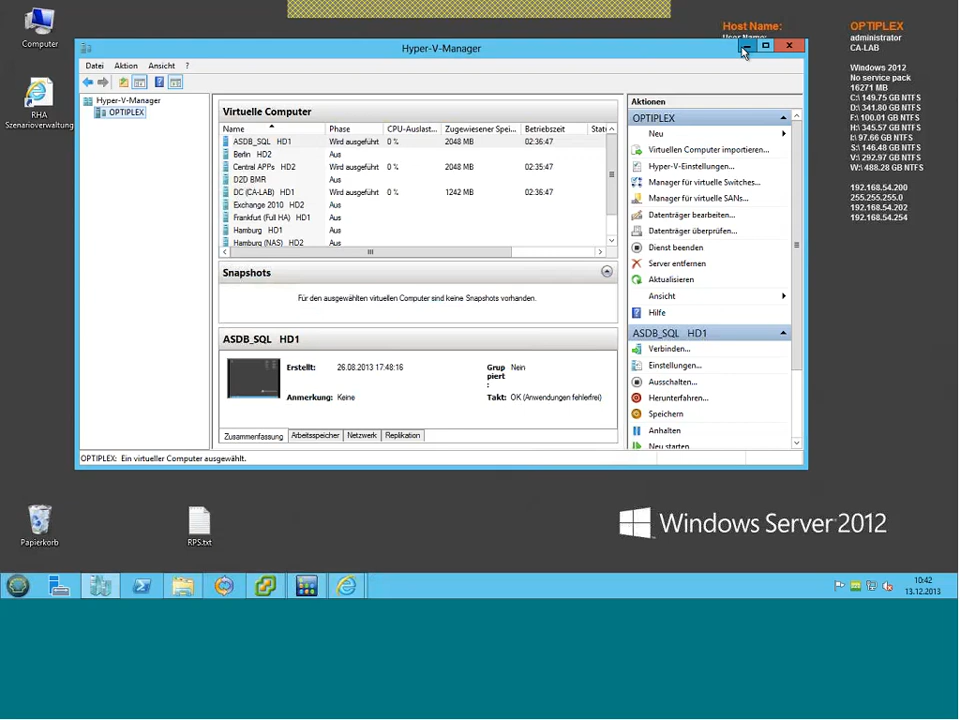 Computer
RHA
Szenarioverwaltung
Papierkorb
RPS.txt
Host Name:
OPTIPLEX
administrator
CA-LAB
Windows 2012
No service pack
16271 MB
C:\ 149.75 GB NTFS
D:\ 341.80 GB NTFS
F:\ 100.01 GB NTFS
H:\ 345.57 GB NTFS
I:\ 97.66 GB NTFS
S:\ 146.48 GB NTFS
V:\ 292.97 GB NTFS
W:\ 488.28 GB NTFS
192.168.54.200
255.255.255.0
192.168.54.202
192.168.54.254
Hyper-V-Manager
Datei Aktion Ansicht ?
Hyper-V-Manager
OPTIPLEX
Virtuelle Computer
Name Phase CPU-Auslast... Zugewiesener Spei... Betriebszeit
ASDB_SQL HD1 Wird ausgeführt 0 % 2048 MB 02:36:47
Berlin HD2 Aus
Central APPs HD2 Wird ausgeführt 0 % 2048 MB 02:35:47
D2D BMR Aus
DC (CA-LAB) HD1 Wird ausgeführt 0 % 1242 MB 02:36:47
Exchange 2010 HD2 Aus
Frankfurt (Full HA) HD1 Aus
Hamburg HD1 Aus
Hamburg (NAS) HD2 Aus
Snapshots
Für den ausgewählten virtuellen Computer sind keine Snapshots vorhanden.
ASDB_SQL HD1
Erstellt: 26.08.2013 17:48:16
Grup
piert
:
Nein
Anmerkung: Keine
Takt: OK (Anwendungen fehlerfrei)
Zusammenfassung Arbeitsspeicher Netzwerk Replikation
OPTIPLEX: Ein virtueller Computer ausgewählt.
Aktionen
OPTIPLEX
Neu
Virtuellen Computer importieren...
Hyper-V-Einstellungen...
Manager für virtuelle Switches...
Manager für virtuelle SANs...
Datenträger bearbeiten...
Datenträger überprüfen...
Dienst beenden
Server entfernen
Aktualisieren
Ansicht
Hilfe
ASDB_SQL HD1
Verbinden...
Einstellungen...
Ausschalten...
Herunterfahren...
Speichern
Anhalten
Neu starten
Windows Server 2012
10:42
13.12.2013